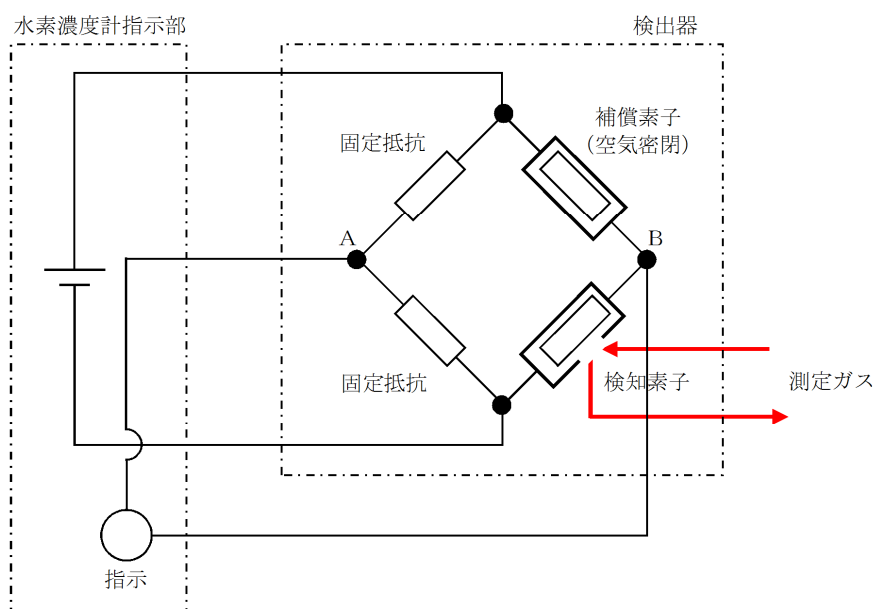 水素濃度計指示部
検出器
補償素子
（空気密閉）
固定抵抗
A
B
固定抵抗
検知素子
測定ガス
指示